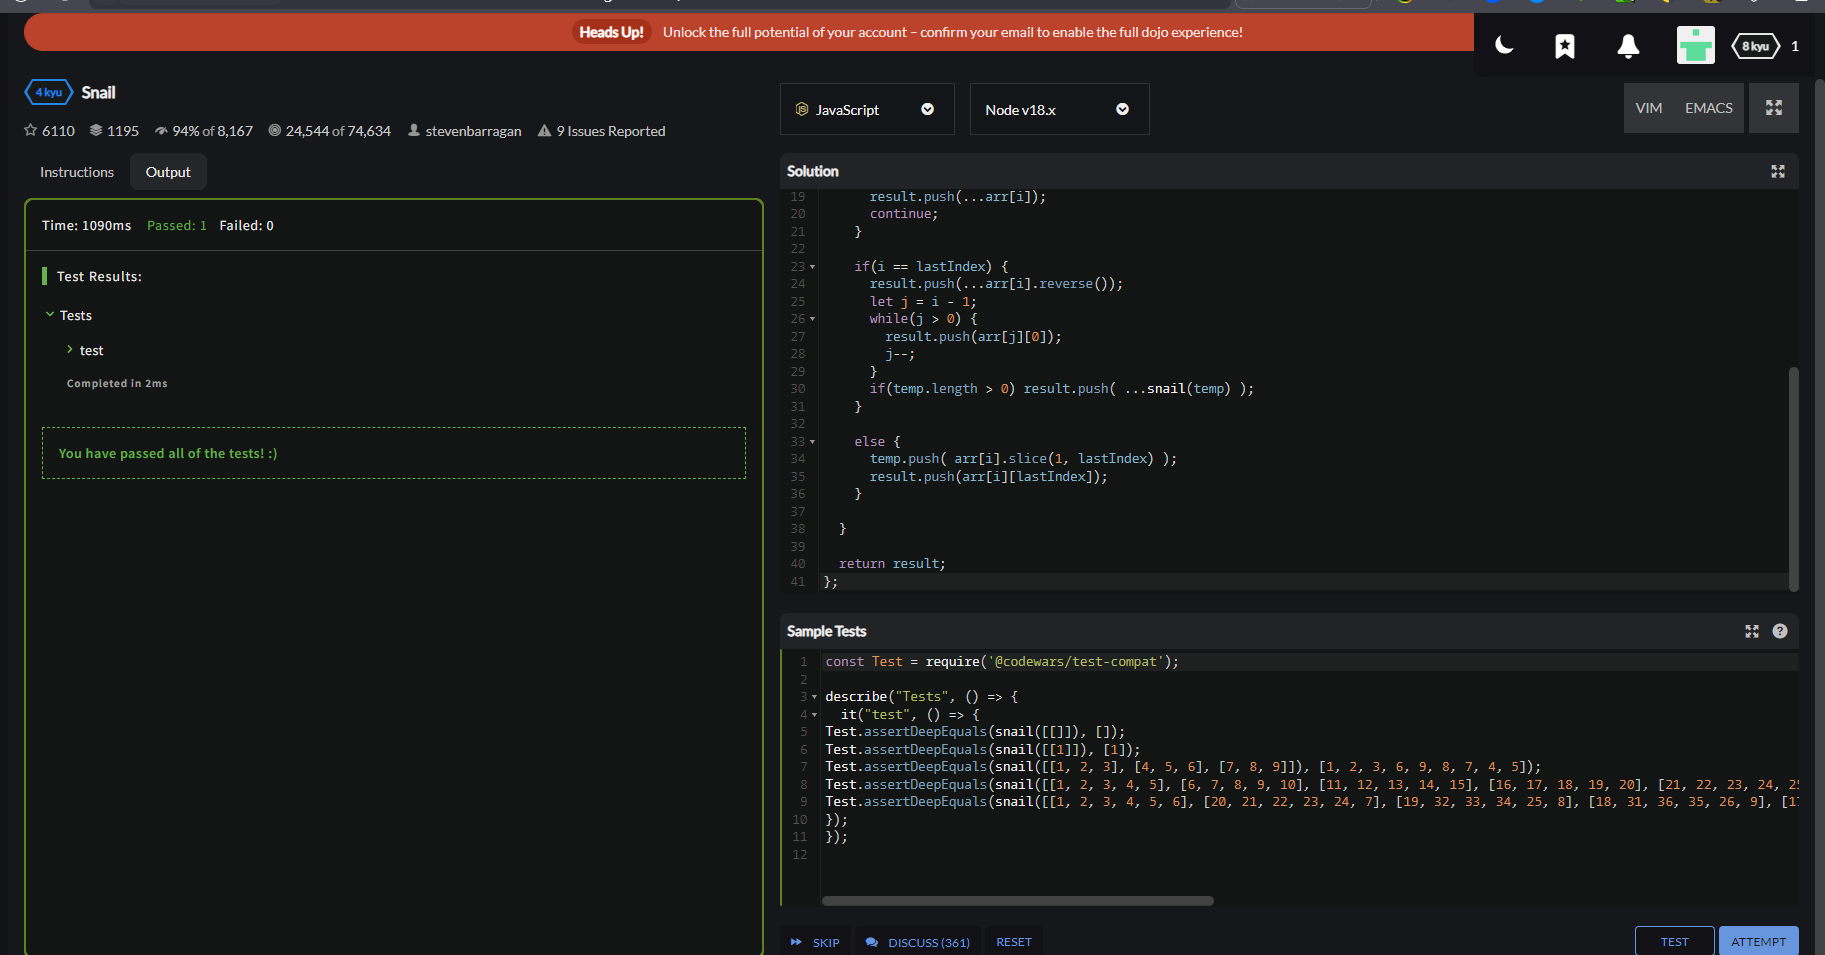 Heads Up! Unlock the full potential of your account – confirm your email to enable the full dojo experience!
8 kyu 1
4 kyu Snail
6110 1195 94% of 8,167 24,544 of 74,634 stevenbarragan 9 Issues Reported
Instructions Output
Time: 1090ms Passed: 1 Failed: 0
Test Results:
Tests
test
Completed in 2ms
You have passed all of the tests! :)
JavaScript Node v18.x VIM EMACS
Solution
19 result.push(...arr[i]);
20 continue;
21 }
22
23 if(i == lastIndex) {
24 result.push(...arr[i].reverse());
25 let j = i - 1;
26 while(j > 0) {
27 result.push(arr[j][0]);
28 j--;
29 }
30 if(temp.length > 0) result.push( ...snail(temp) );
31 }
32
33 else {
34 temp.push( arr[i].slice(1, lastIndex) );
35 result.push(arr[i][lastIndex]);
36 }
37
38 }
39
40 return result;
41 };
Sample Tests
1 const Test = require('@codewars/test-compat');
2
3 describe("Tests", () => {
4 it("test", () => {
5 Test.assertDeepEquals(snail([[]]), []);
6 Test.assertDeepEquals(snail([[1]]), [1]);
7 Test.assertDeepEquals(snail([[1, 2, 3], [4, 5, 6], [7, 8, 9]]), [1, 2, 3, 6, 9, 8, 7, 4, 5]);
8 Test.assertDeepEquals(snail([[1, 2, 3, 4, 5], [6, 7, 8, 9, 10], [11, 12, 13, 14, 15], [16, 17, 18, 19, 20], [21, 22, 23, 24,
9 Test.assertDeepEquals(snail([[1, 2, 3, 4, 5, 6], [20, 21, 22, 23, 24, 7], [19, 32, 33, 34, 25, 8], [18, 31, 36, 35, 26, 9],
10 });
11 });
12
SKIP DISCUSS (361) RESET TEST ATTEMPT